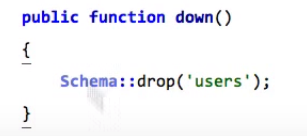 public function down()
{
Schema::drop('users');
}